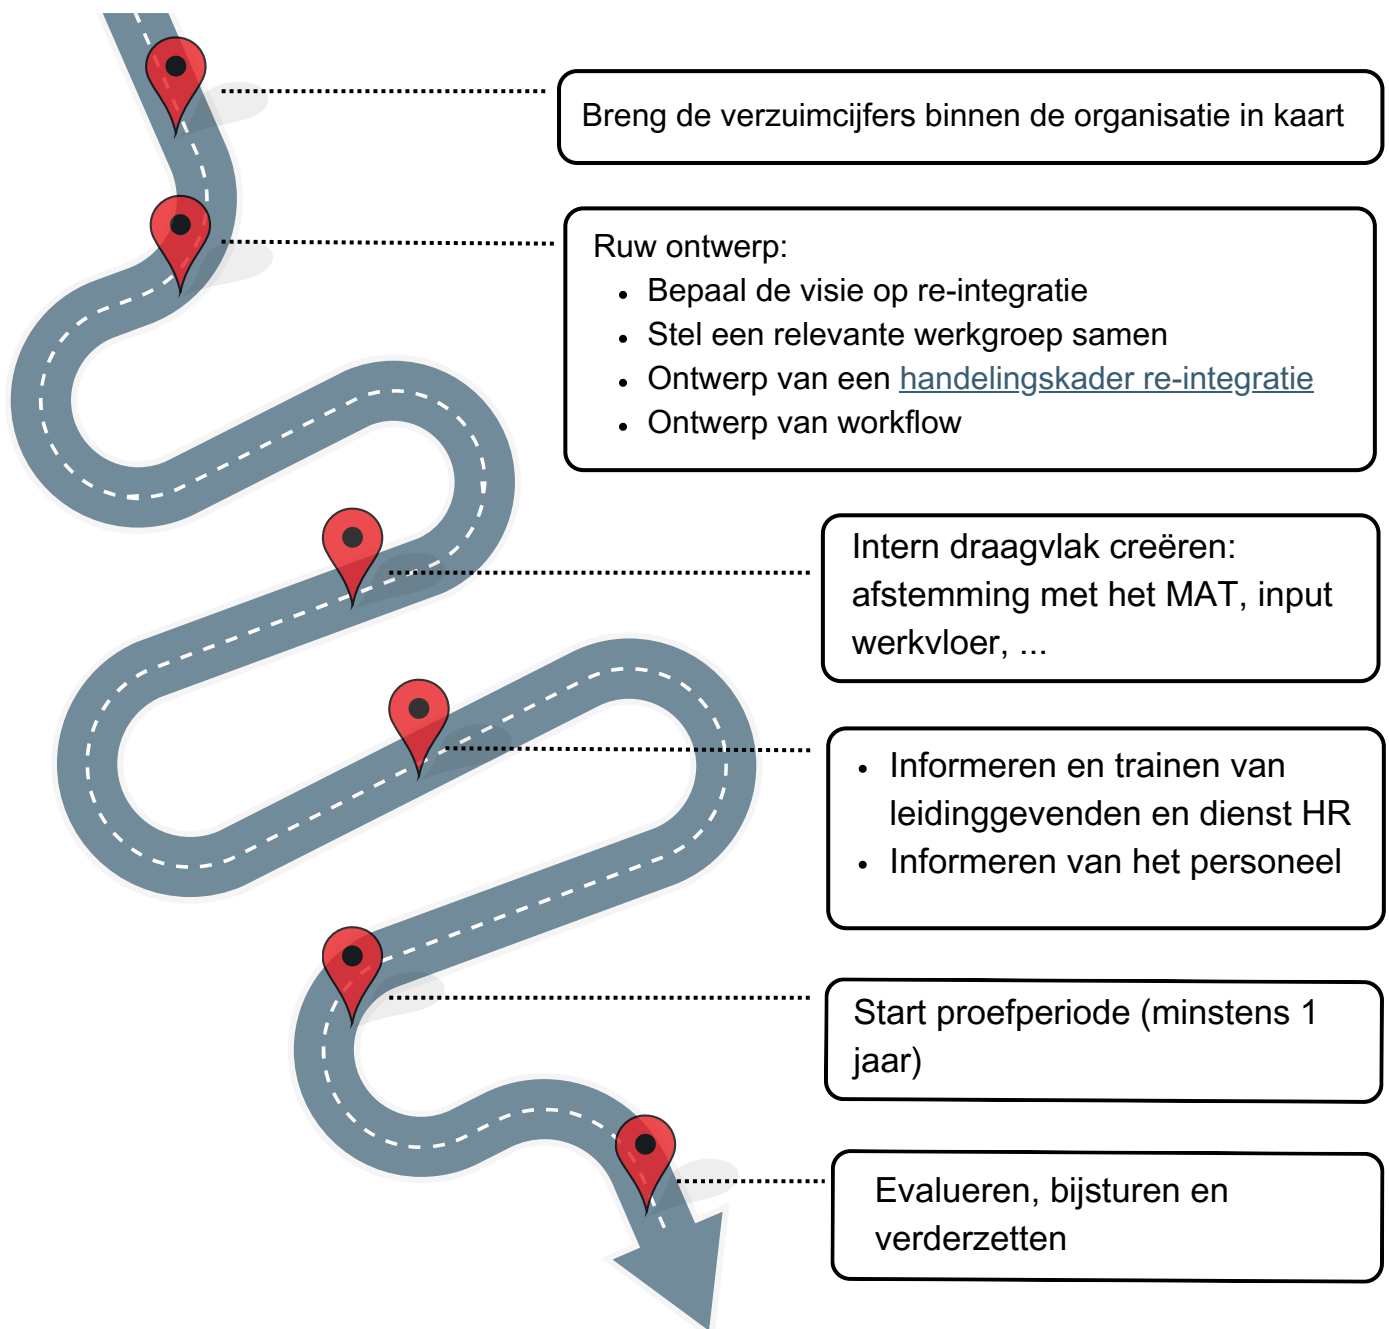 Breng de verzuimcijfers binnen de organisatie in kaart
Ruw ontwerp:
• Bepaal de visie op re-integratie
• Stel een relevante werkgroep samen
• Ontwerp van een handelingskader re-integratie
• Ontwerp van workflow
Intern draagvlak creëren:
afstemming met het MAT, input
werkvloer, ...
• Informeren en trainen van
leidinggevenden en dienst HR
• Informeren van het personeel
Start proefperiode (minstens 1
jaar)
Evalueren, bijsturen en
verderzetten